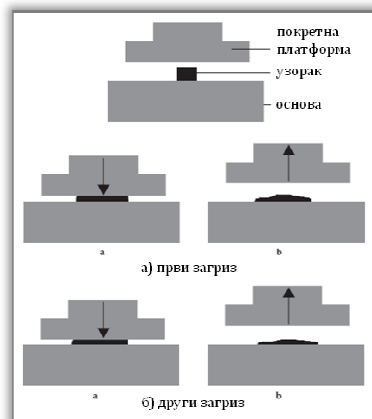 покретна
платформа
узорак
основа
a b
а) први загриз
a b
б) други загриз